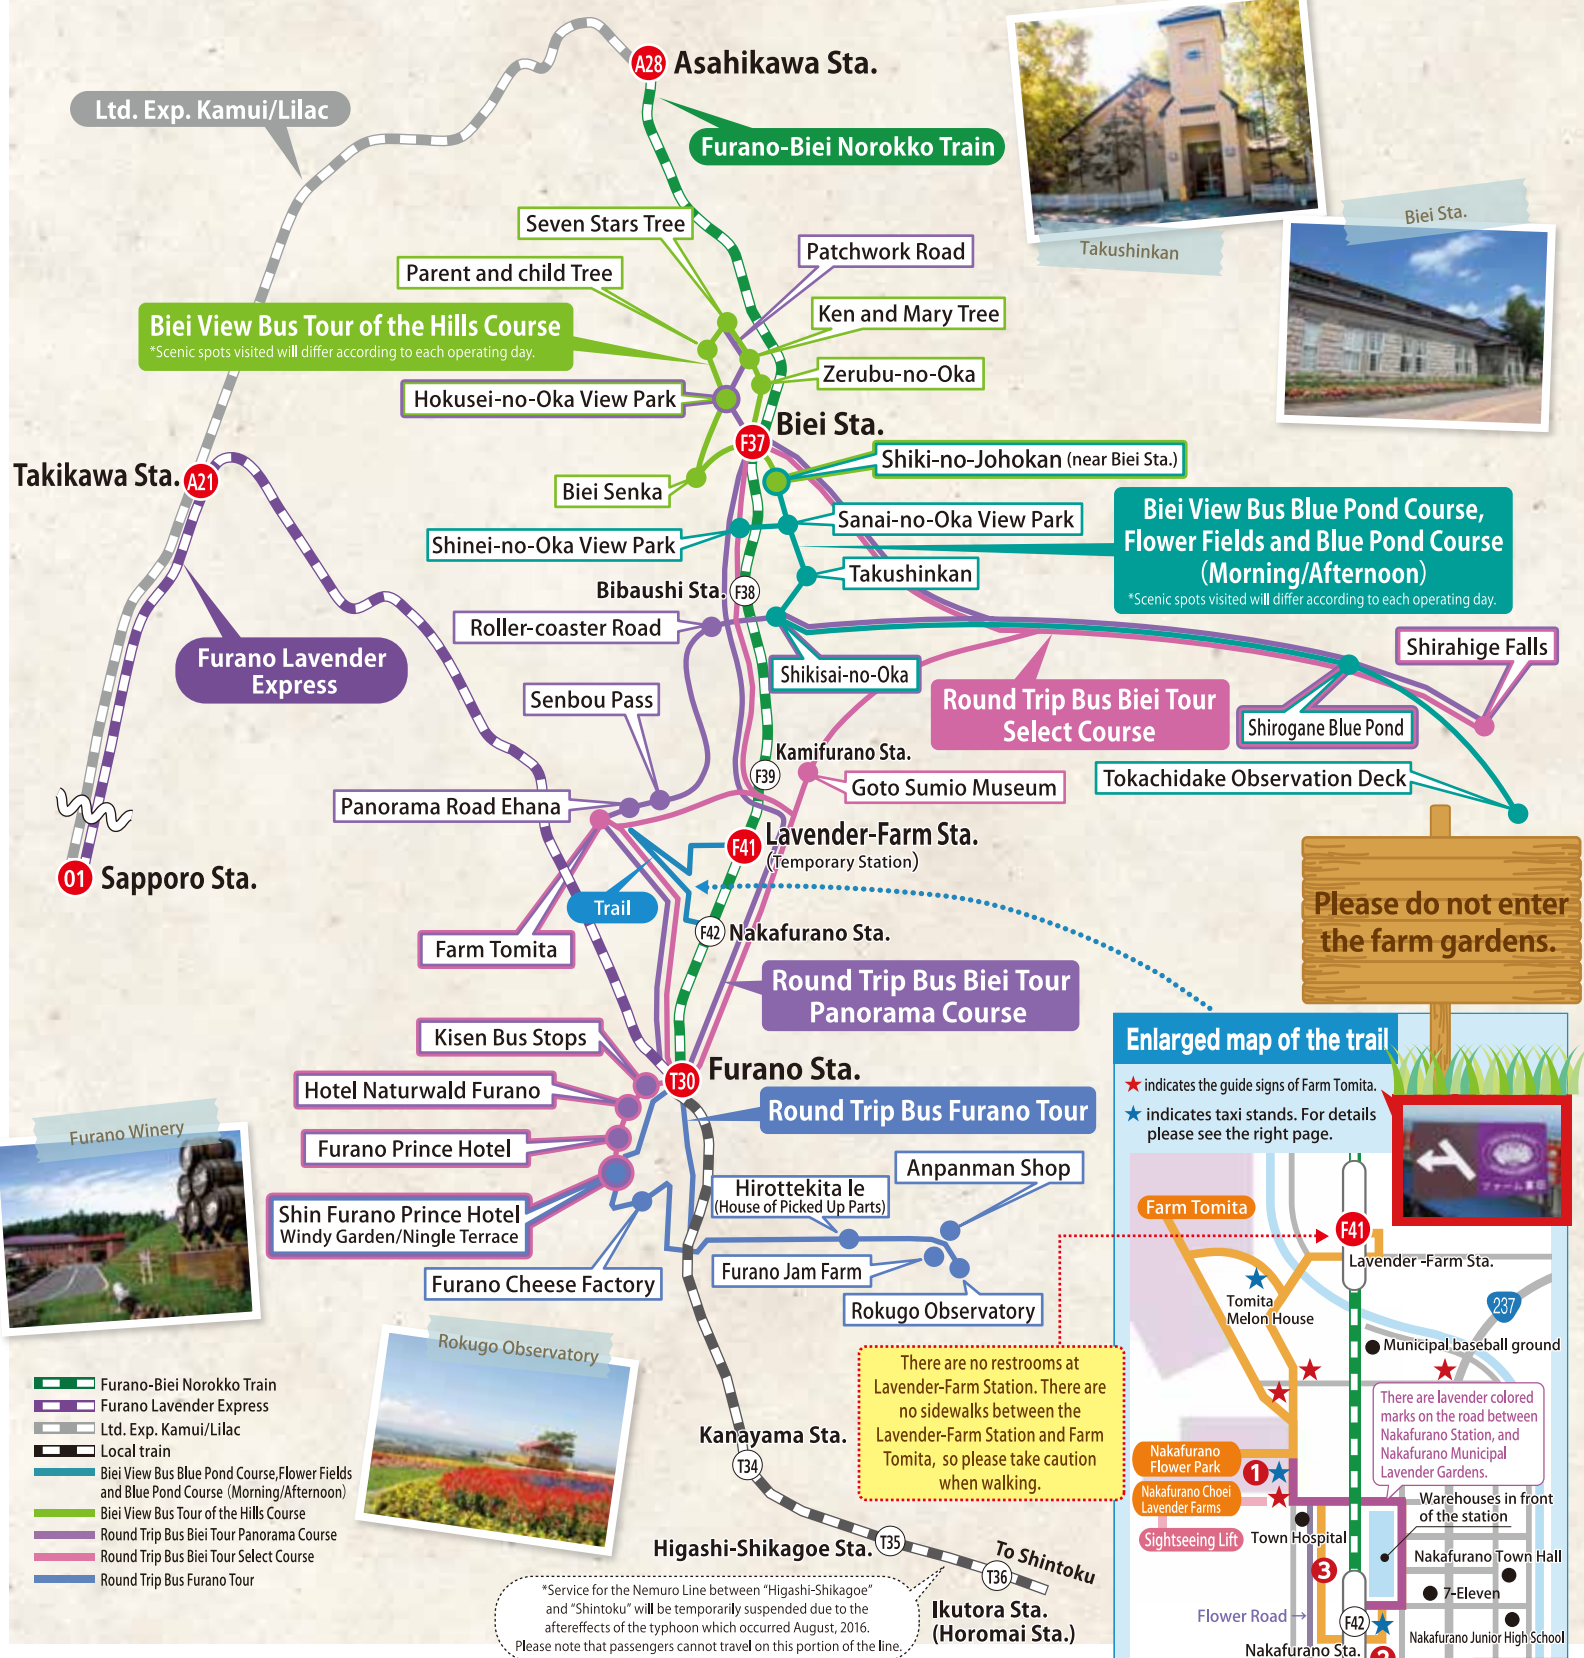 A28 Asahikawa Sta.
Ltd. Exp. Kamui/Lilac
Furano-Biei Norokko Train
Takushinkan
Biei Sta.
Seven Stars Tree
Patchwork Road
Parent and child Tree
Ken and Mary Tree
Biei View Bus Tour of the Hills Course
*Scenic spots visited will differ according to each operating day.
Zerubu-no-Oka
Hokusei-no-Oka View Park
F37 Biei Sta.
Takikawa Sta. A21
Shiki-no-Johokan (near Biei Sta.)
Biei Senka
Sanai-no-Oka View Park
Shinei-no-Oka View Park
Biei View Bus Blue Pond Course,
Flower Fields and Blue Pond Course
(Morning/Afternoon)
*Scenic spots visited will differ according to each operating day.
Takushinkan
Bibaushi Sta. F38
Roller-coaster Road
Shirahige Falls
Furano Lavender
Express
Shikisai-no-Oka
Senbou Pass
Round Trip Bus Biei Tour
Select Course
Shirogane Blue Pond
Kamifurano Sta.
F39
Goto Sumio Museum
Tokachidake Observation Deck
Panorama Road Ehana
F41 Lavender-Farm Sta.
(Temporary Station)
01 Sapporo Sta.
Trail
Please do not enter
the farm gardens.
F42 Nakafurano Sta.
Farm Tomita
Round Trip Bus Biei Tour
Panorama Course
Kisen Bus Stops
T30 Furano Sta.
Hotel Naturwald Furano
Round Trip Bus Furano Tour
Furano Prince Hotel
Furano Winery
Anpanman Shop
Hirottekita Ie
(House of Picked Up Parts)
Shin Furano Prince Hotel
Windy Garden/Ningle Terrace
Furano Cheese Factory
Furano Jam Farm
Rokugo Observatory
Rokugo Observatory
There are no restrooms at
Lavender-Farm Station. There are
no sidewalks between the
Lavender-Farm Station and Farm
Tomita, so please take caution
when walking.
Furano-Biei Norokko Train
Furano Lavender Express
Ltd. Exp. Kamui/Lilac
Local train
Biei View Bus Blue Pond Course,Flower Fields
and Blue Pond Course (Morning/Afternoon)
Biei View Bus Tour of the Hills Course
Round Trip Bus Biei Tour Panorama Course
Round Trip Bus Biei Tour Select Course
Round Trip Bus Furano Tour
Kanayama Sta.
T34
Higashi-Shikagoe Sta. T35
To Shintoku
T36
Ikutora Sta.
(Horomai Sta.)
*Service for the Nemuro Line between "Higashi-Shikagoe"
and "Shintoku" will be temporarily suspended due to the
aftereffects of the typhoon which occurred August, 2016.
Please note that passengers cannot travel on this portion of the line.
Enlarged map of the trail
★ indicates the guide signs of Farm Tomita.
★ indicates taxi stands. For details
please see the right page.
ファーム富田
Farm Tomita
F41
Lavender -Farm Sta.
Tomita
Melon House
237
Municipal baseball ground
There are lavender colored
marks on the road between
Nakafurano Station, and
Nakafurano Municipal
Lavender Gardens.
Nakafurano
Flower Park
1
Nakafurano Choei
Lavender Farms
Warehouses in front
of the station
Sightseeing Lift
Town Hospital
Nakafurano Town Hall
3
7-Eleven
Flower Road →
F42
Nakafurano Junior High School
Nakafurano Sta.
2